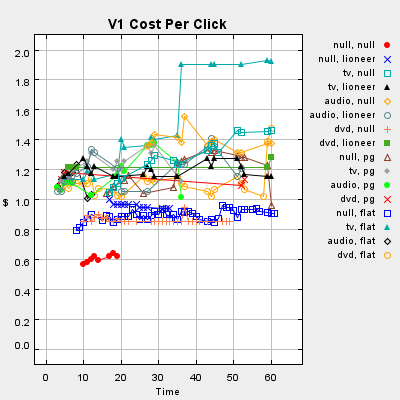 V1 Cost Per Click
2.0
1.8
1.6
1.4
1.2
1.0
0.8
0.6
0.4
0.2
0.0
$
0 10 20 30 40 50 60
Time
null, null
null, lioneer
tv, null
tv, lioneer
audio, null
audio, lioneer
dvd, null
dvd, lioneer
null, pg
tv, pg
audio, pg
dvd, pg
null, flat
tv, flat
audio, flat
dvd, flat